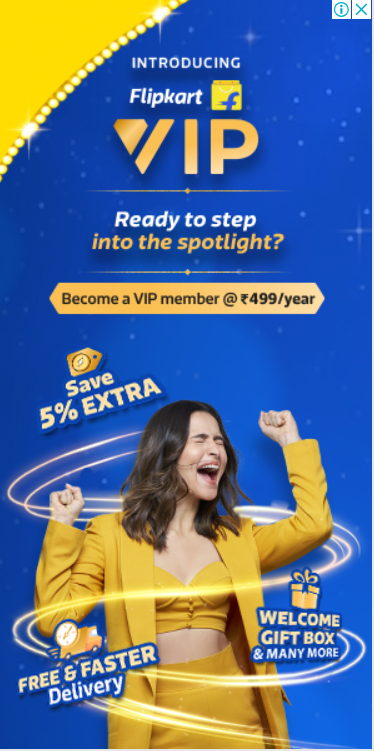 INTRODUCING
Flipkart
VIP
Ready to step
into the spotlight?
Become a VIP member @ ₹499/year
Save
5% EXTRA
WELCOME
GIFT BOX
& MANY MORE
FREE & FASTER
Delivery